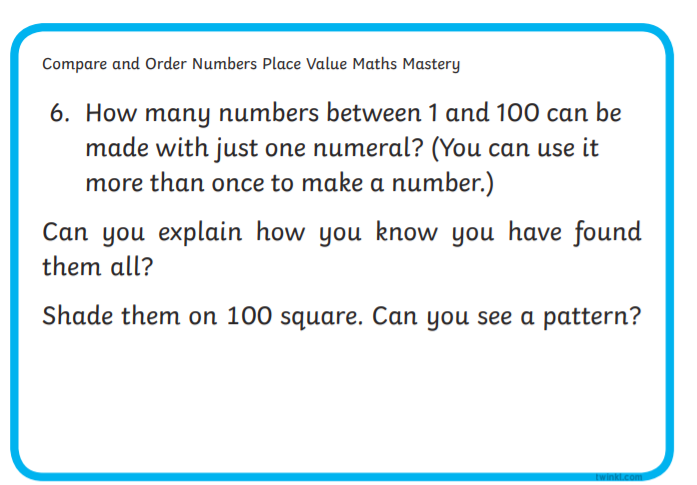 Compare and Order Numbers Place Value Maths Mastery
6. How many numbers between 1 and 100 can be
made with just one numeral? (You can use it
more than once to make a number.)
Can you explain how you know you have found
them all?
Shade them on 100 square. Can you see a pattern?
twinkl.com